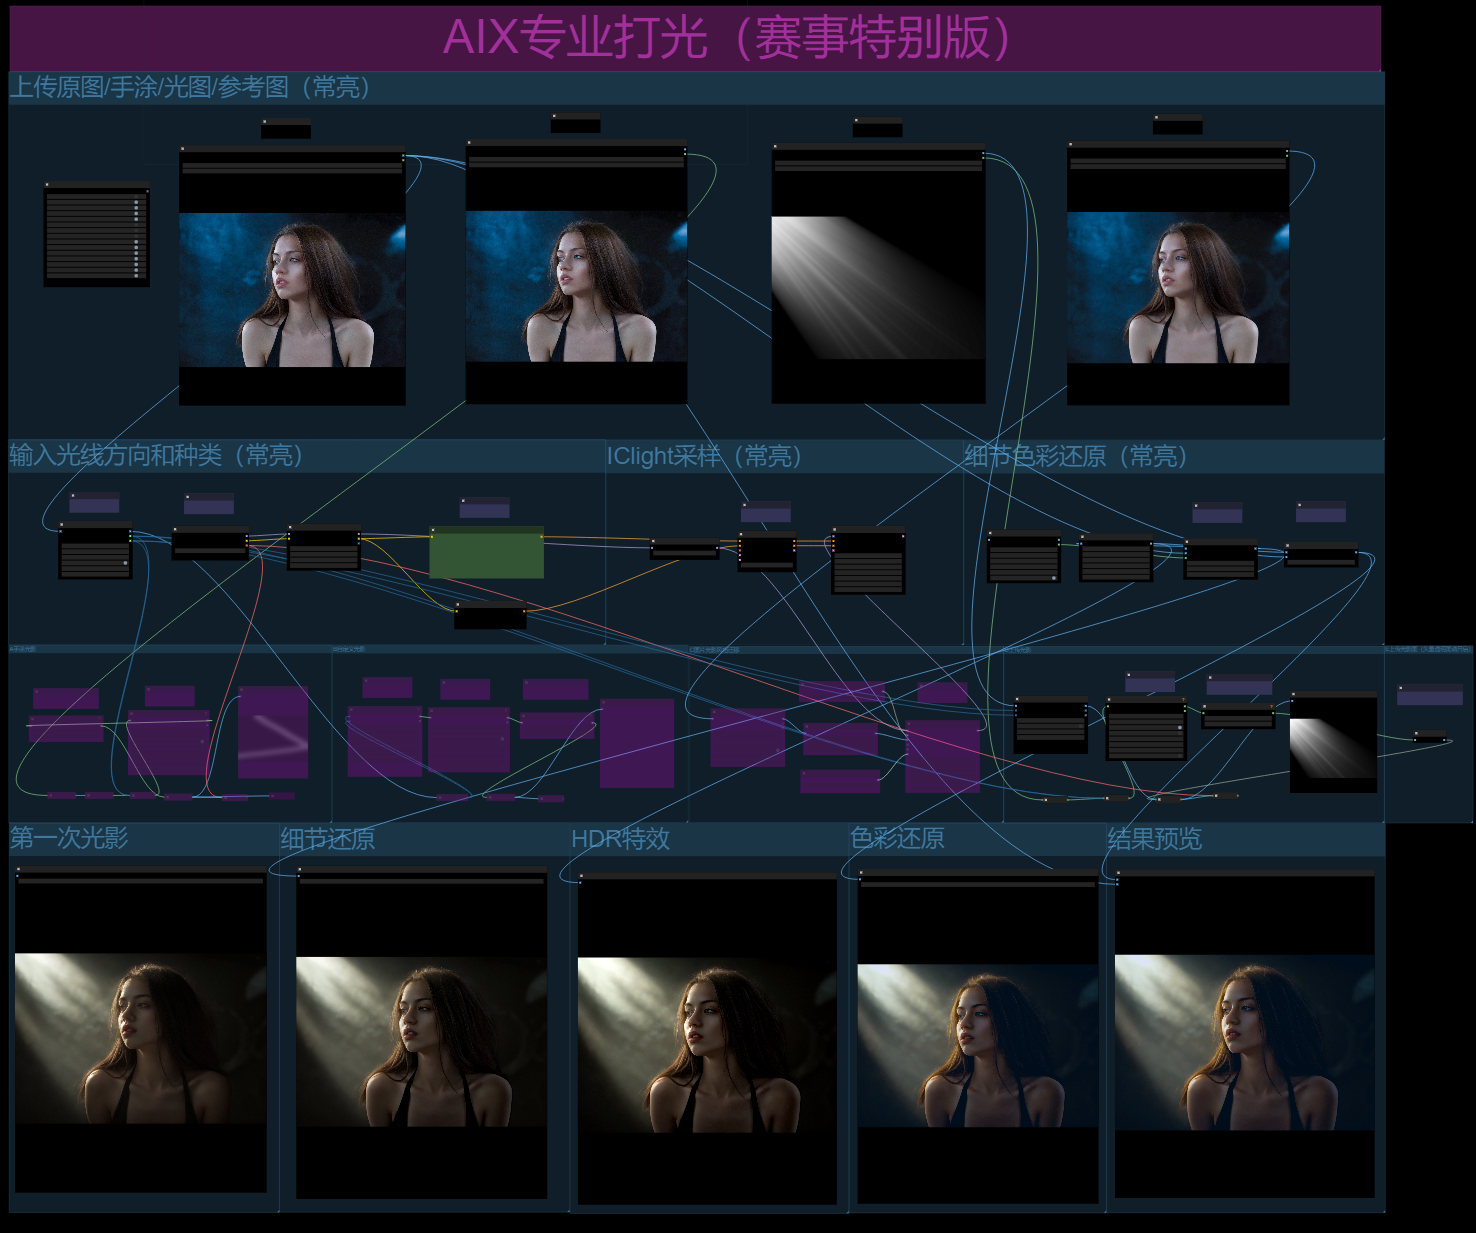 AIX专业打光（赛事特别版）
上传原图/手涂/光图/参考图（常亮）
输入光线方向和种类（常亮）
IClight采样（常亮）
细节色彩还原（常亮）
第一次光影
细节还原
HDR特效
色彩还原
结果预览